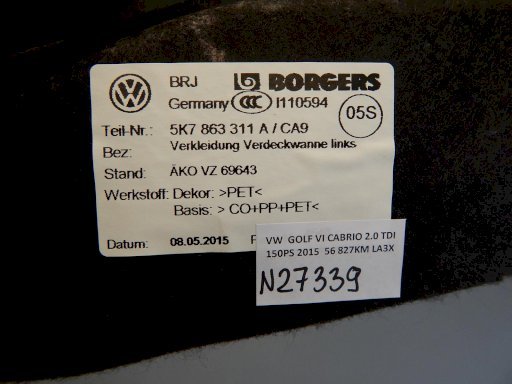 BRJ BORGERS
Germany CCC I110594
05S
Teil-Nr.: 5K7 863 311 A / CA9
Bez: Verkleidung Verdeckwanne links
Stand: ÄKO VZ 69643
Werkstoff: Dekor: >PET<
Basis: > CO+PP+PET<
Datum: 08.05.2015
VW GOLF VI CABRIO 2.0 TDI
150PS 2015 56 827KM LA3X
N27339